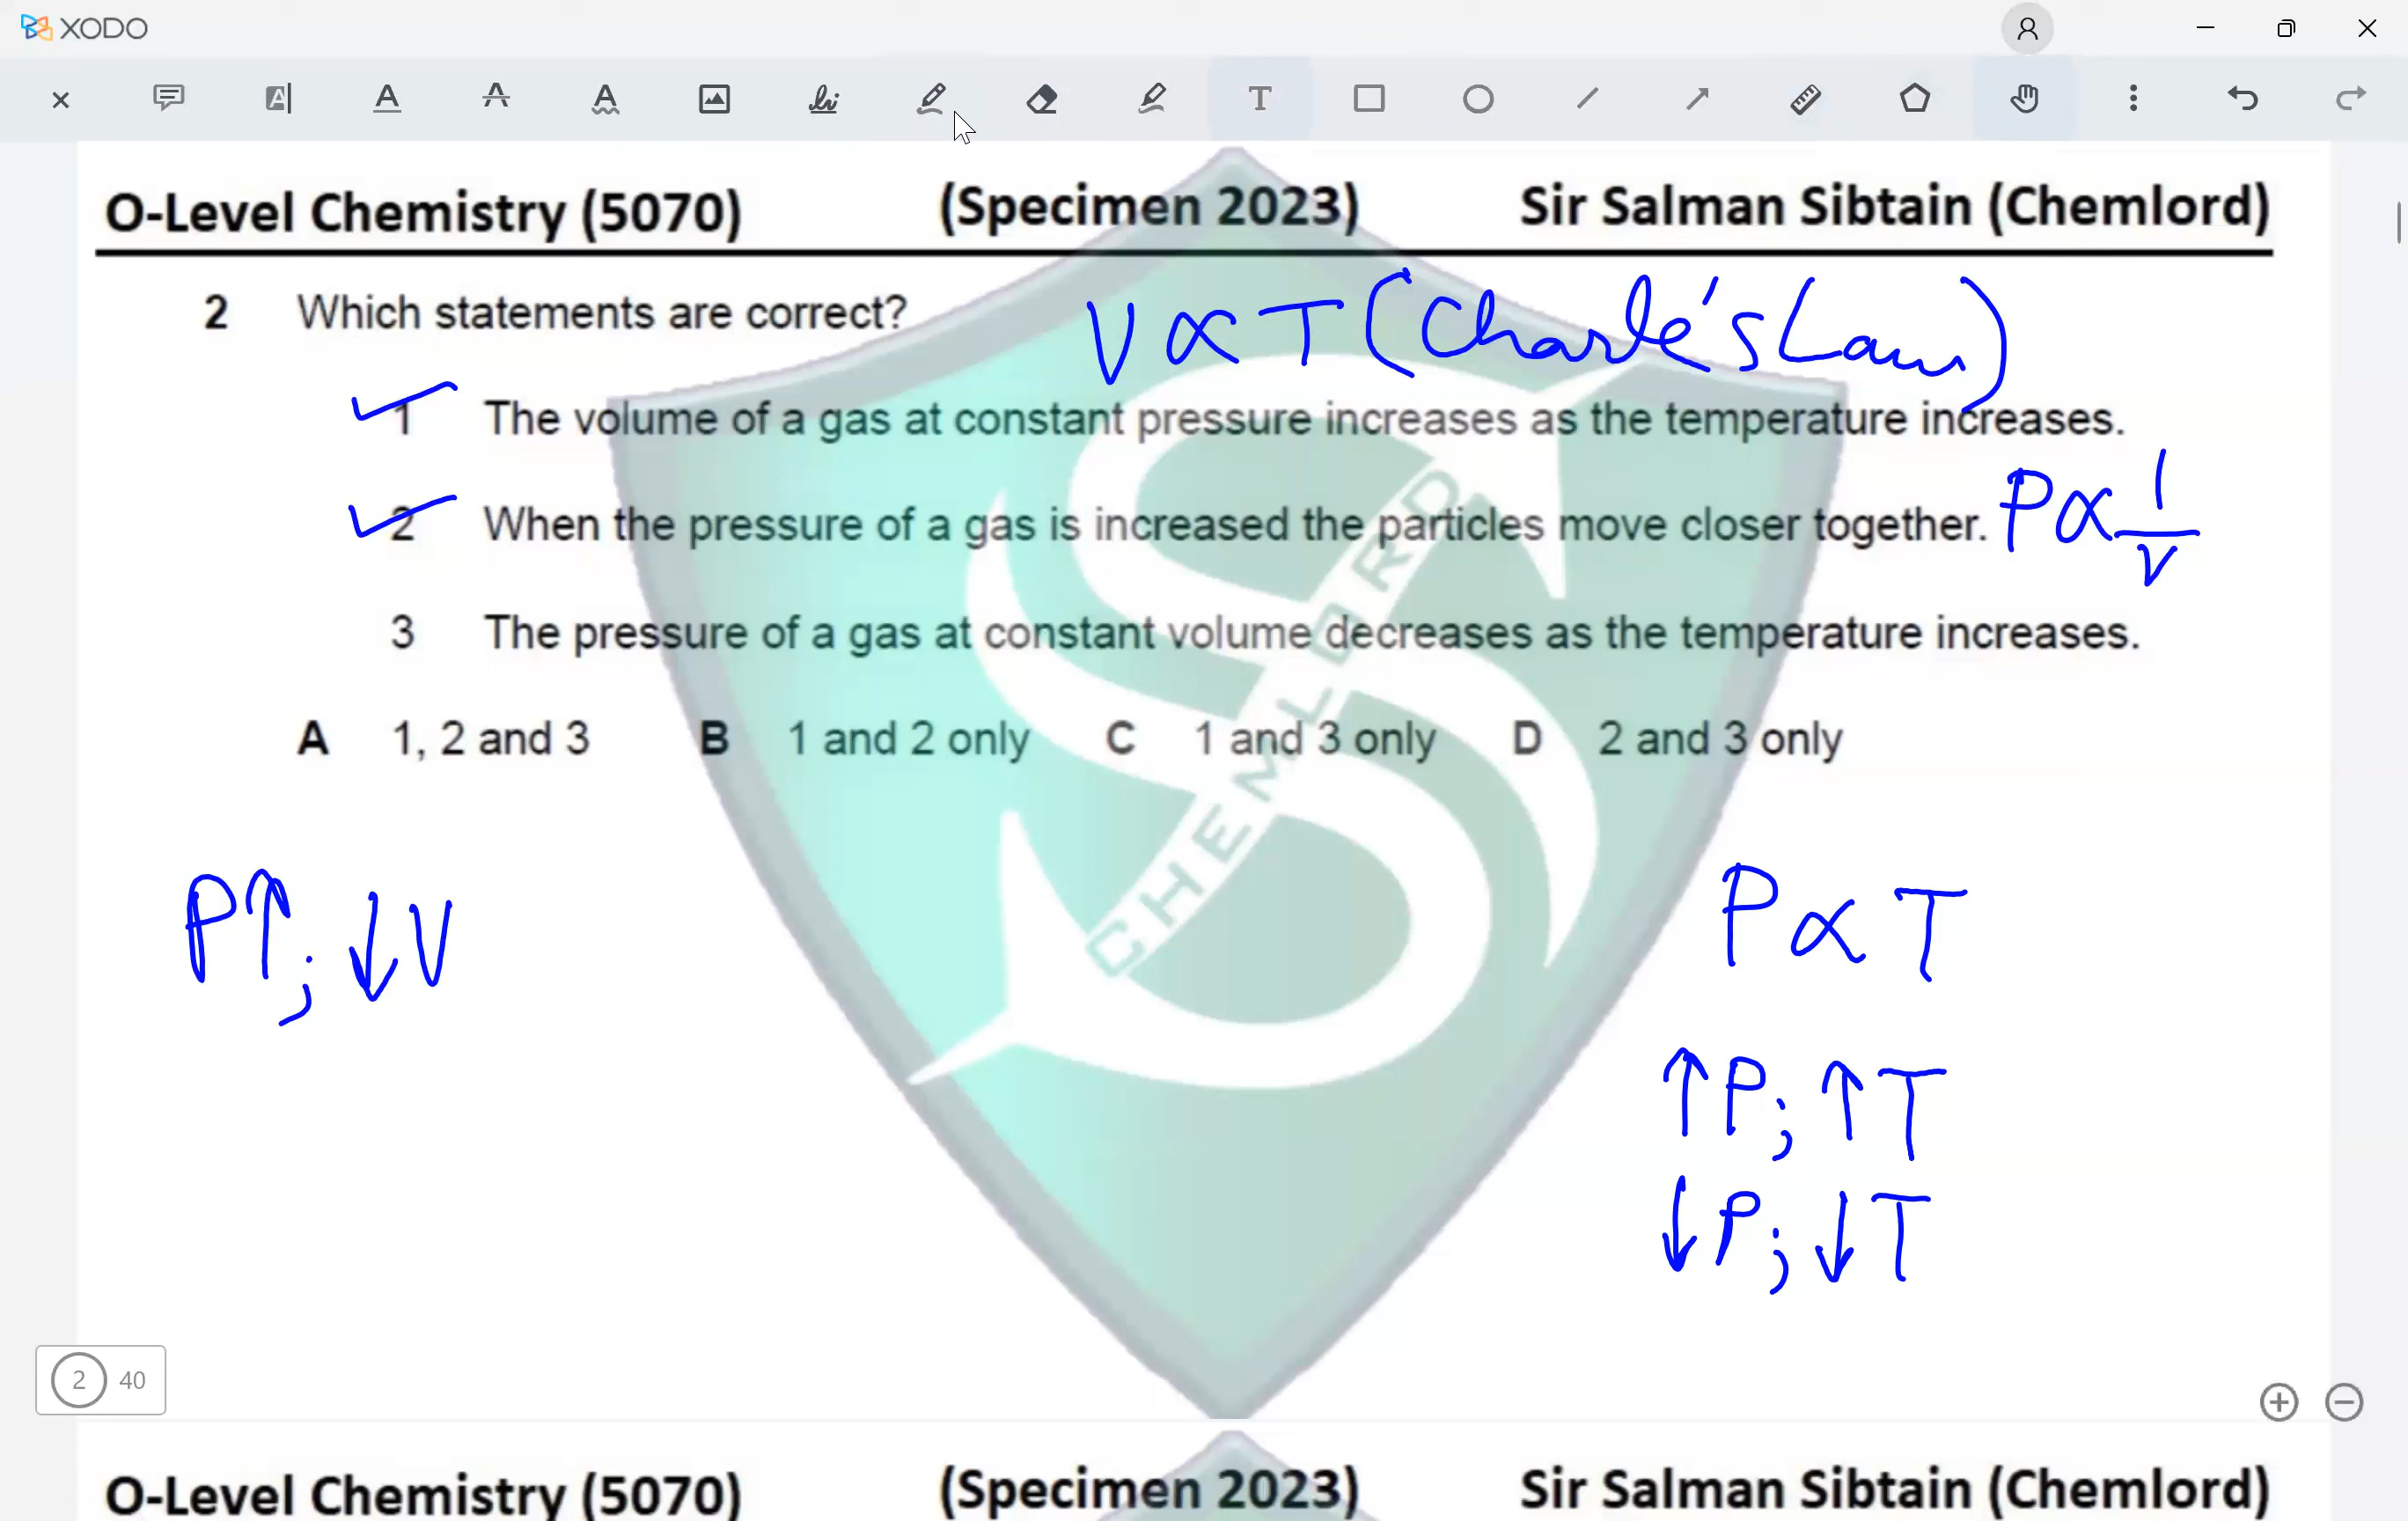 XODO
O-Level Chemistry (5070) (Specimen 2023) Sir Salman Sibtain (Chemlord)
2 Which statements are correct?
V ∝ T (Charle's Law)
1 The volume of a gas at constant pressure increases as the temperature increases.
2 When the pressure of a gas is increased the particles move closer together. P ∝ 1/V
3 The pressure of a gas at constant volume decreases as the temperature increases.
A 1, 2 and 3 B 1 and 2 only C 1 and 3 only D 2 and 3 only
CHEMLORD
P↑; ↓V
P ∝ T
↑P; ↑T
↓P; ↓T
2 40
O-Level Chemistry (5070) (Specimen 2023) Sir Salman Sibtain (Chemlord)